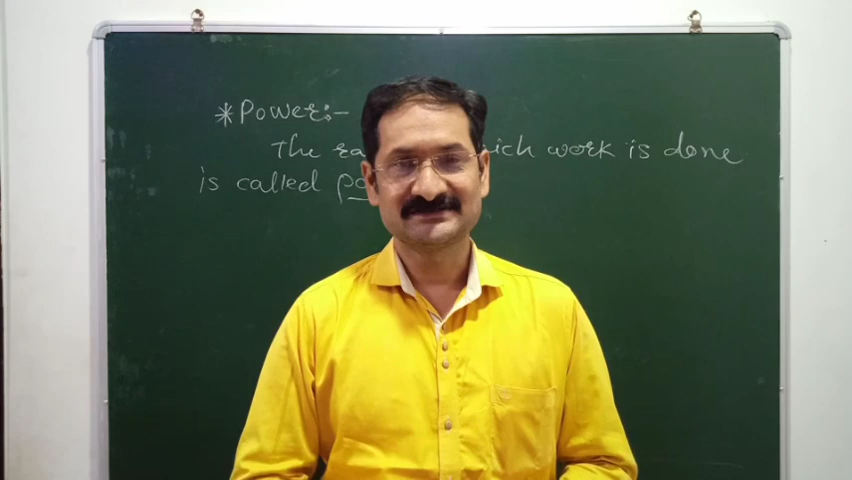 *Power:-
The ra ich work is done
is called po